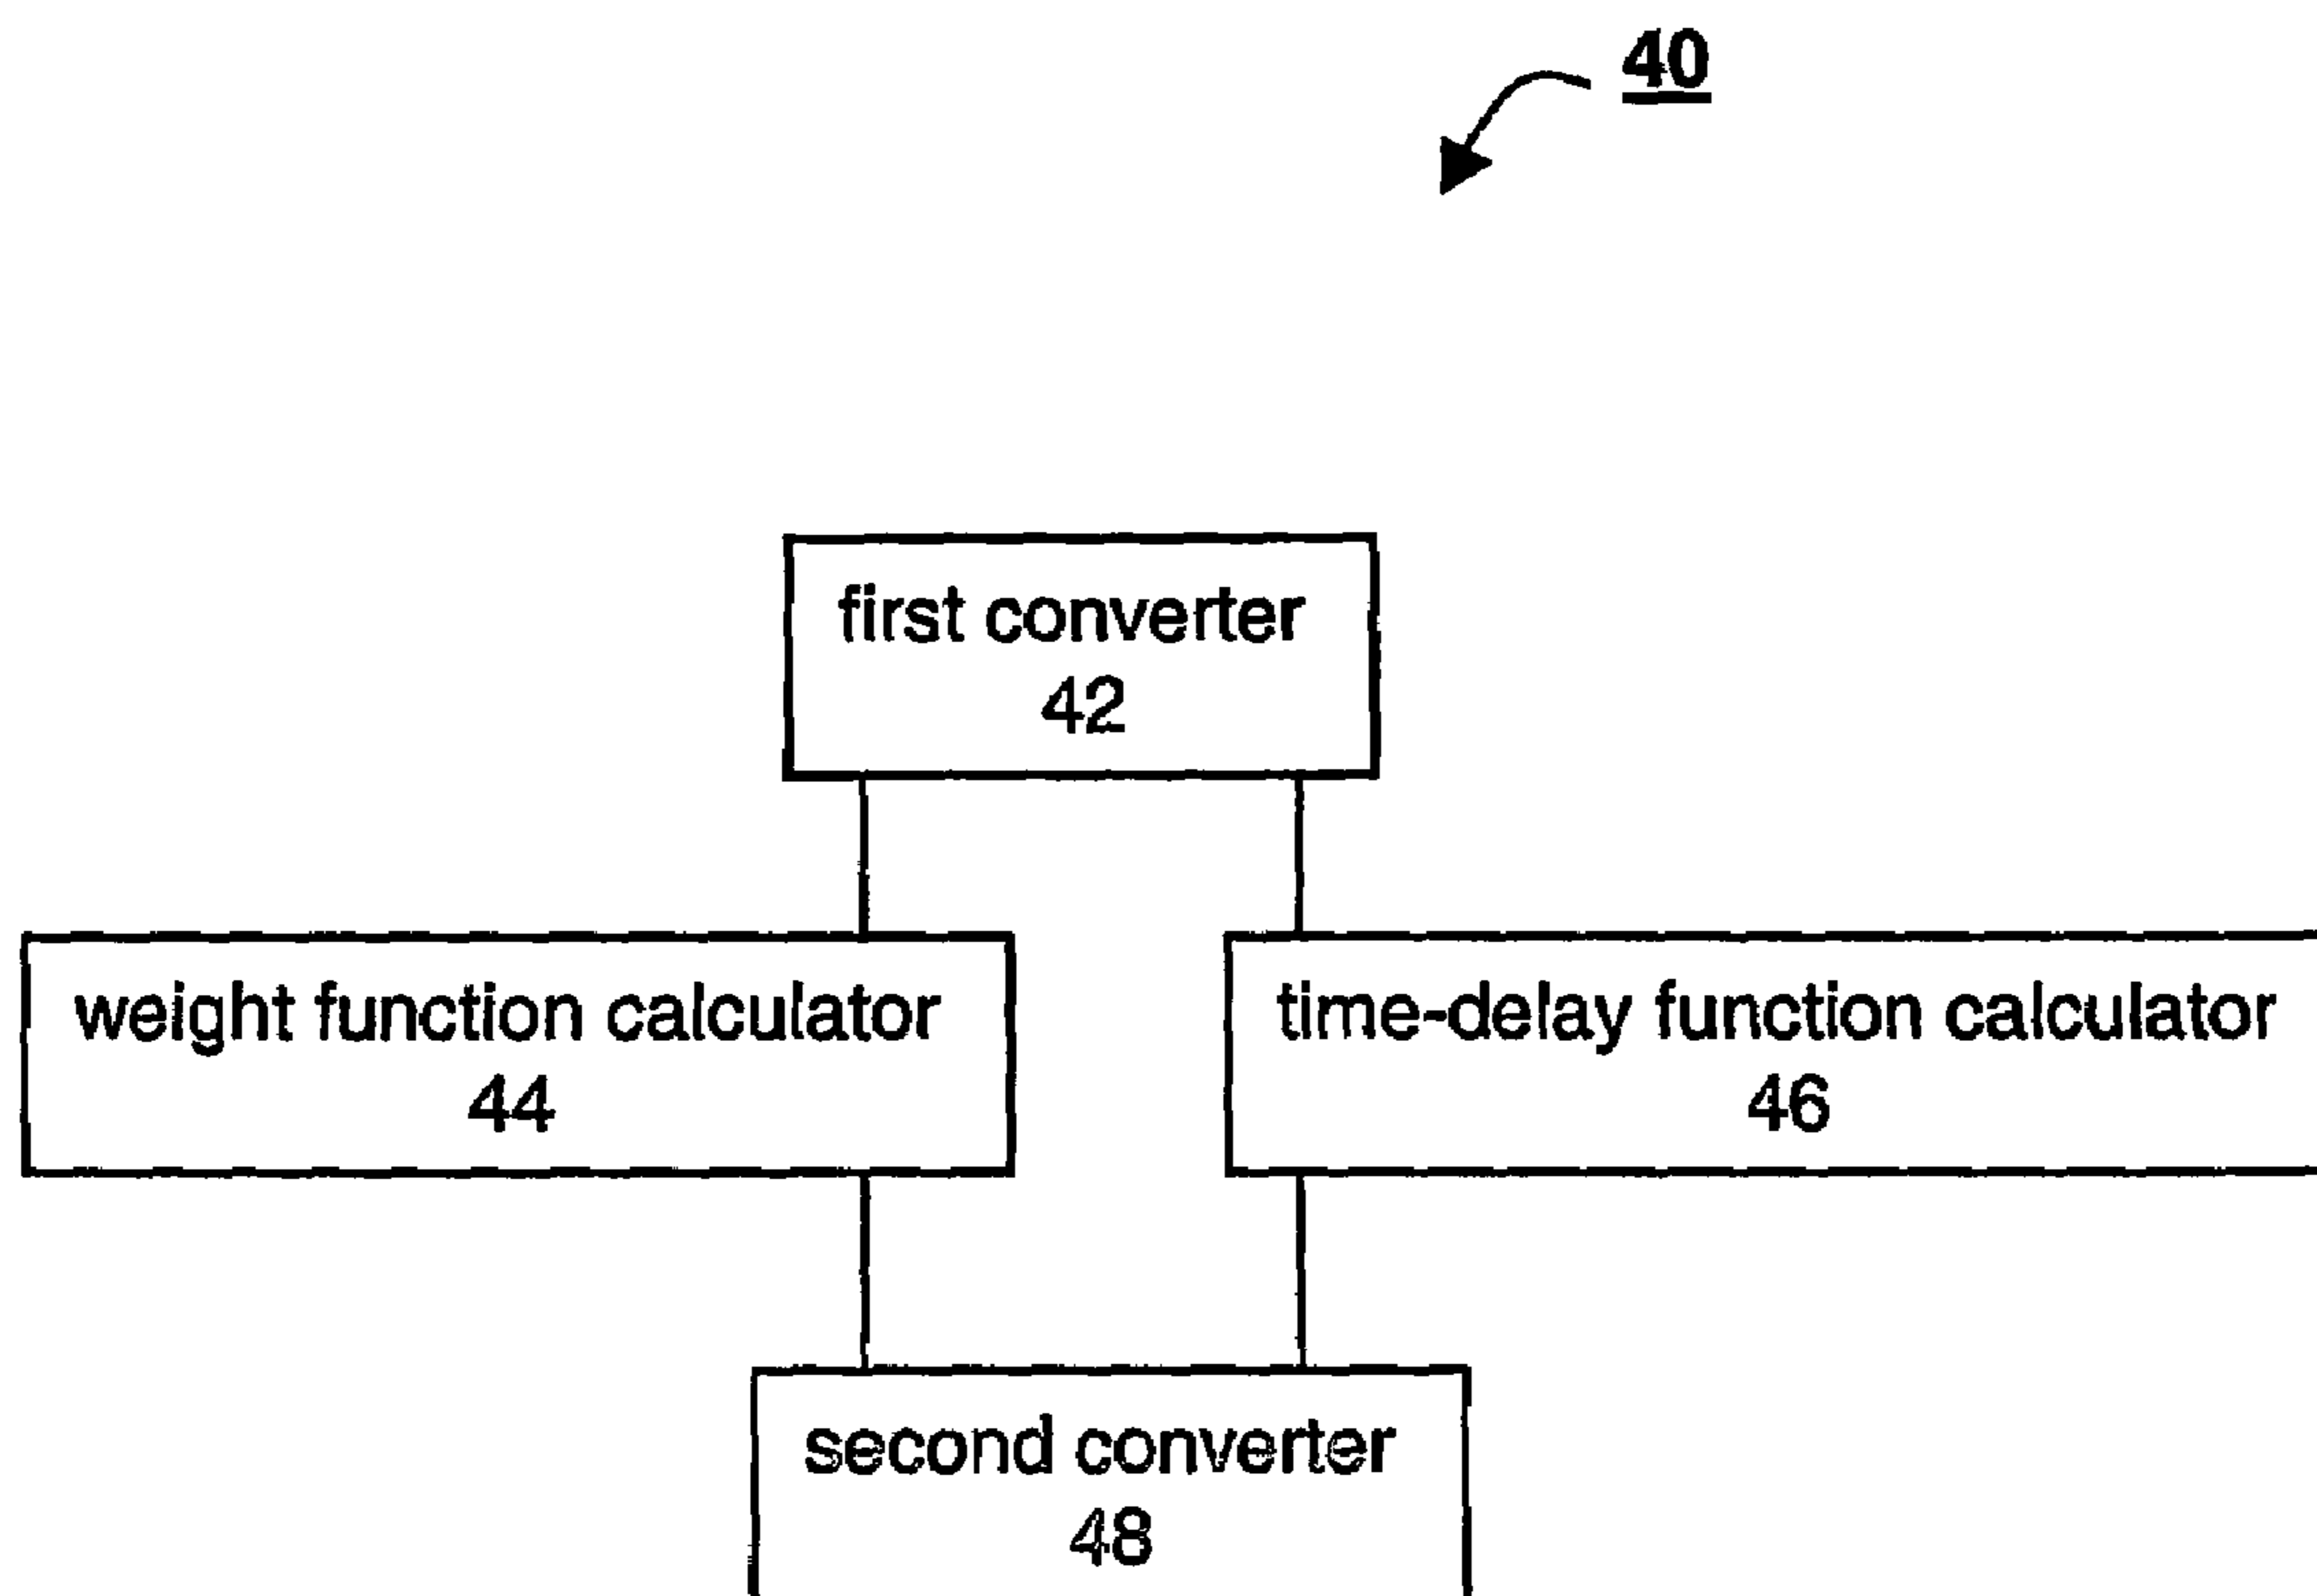 40
first converter
42
weight function calculator
44
time-delay function calculator
46
second converter
48